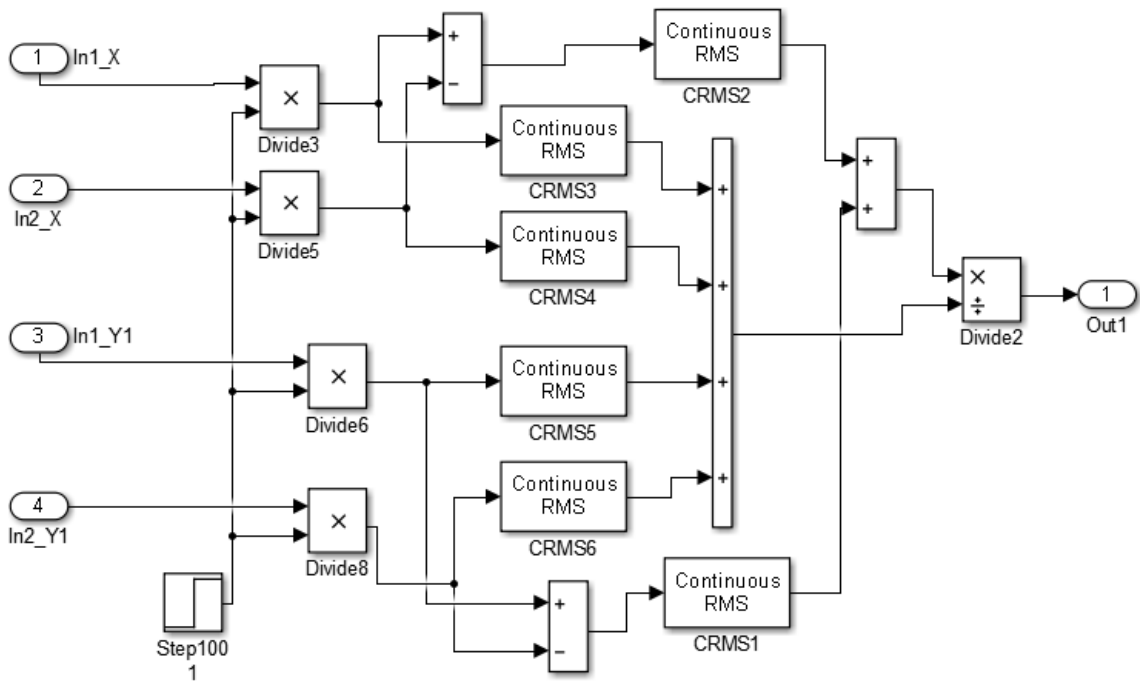 1
In1_X
×
Divide3
2
In2_X
×
Divide5
3
In1_Y1
×
Divide6
4
In2_Y1
×
Divide8
Step100
1
+
−
Continuous
RMS
CRMS2
Continuous
RMS
CRMS3
Continuous
RMS
CRMS4
Continuous
RMS
CRMS5
Continuous
RMS
CRMS6
+
−
Continuous
RMS
CRMS1
+
+
+
+
+
+
×
÷
Divide2
1
Out1